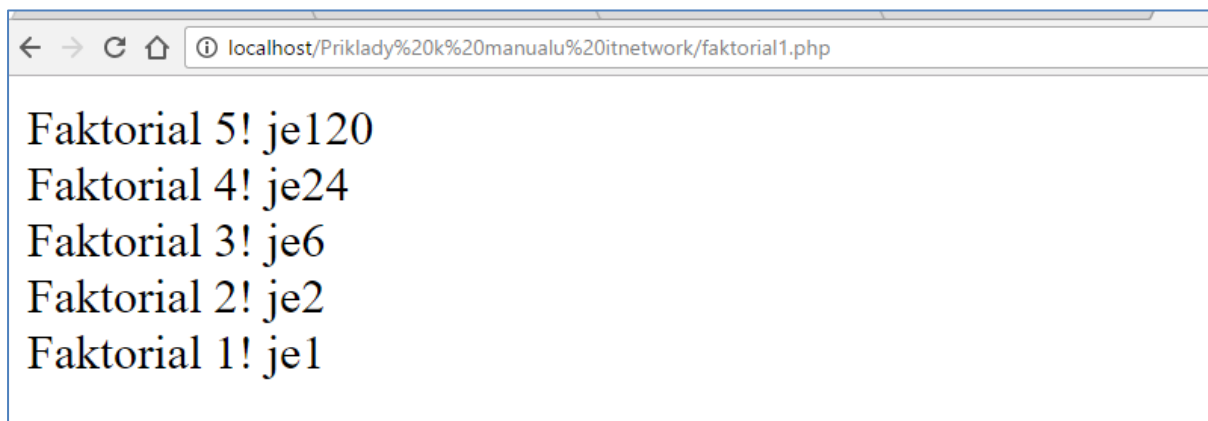 localhost/Priklady%20k%20manualu%20itnetwork/faktorial1.php
Faktorial 5! je120
Faktorial 4! je24
Faktorial 3! je6
Faktorial 2! je2
Faktorial 1! je1